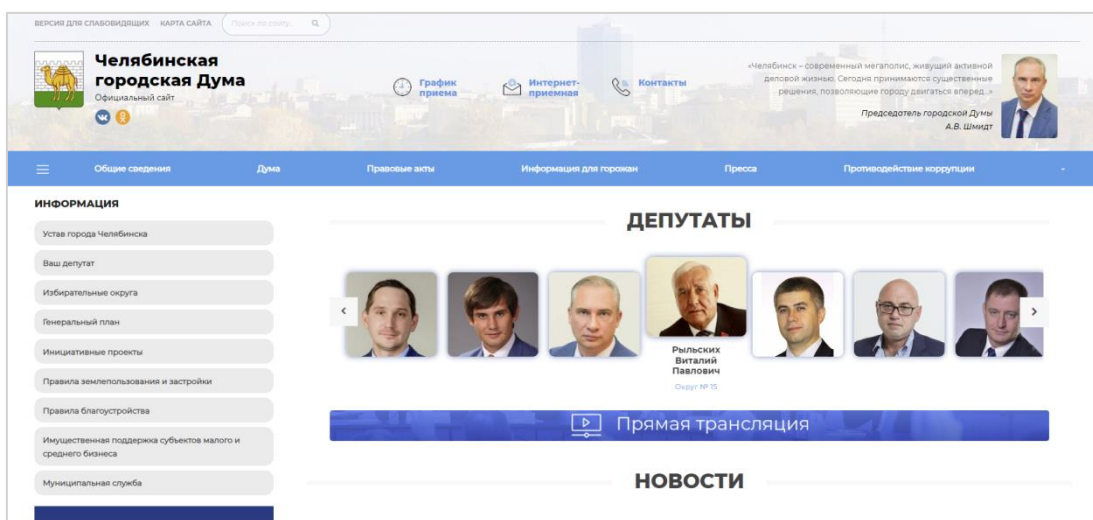 ВЕРСИЯ ДЛЯ СЛАБОВИДЯЩИХ КАРТА САЙТА Поиск по сайту...
Челябинская
городская Дума
Официальный сайт
График
приема
Интернет-
приемная
Контакты
«Челябинск – современный мегаполис, живущий активной
деловой жизнью. Сегодня принимаются существенные
решения, позволяющие городу двигаться вперед...»
Председатель городской Думы
А.В. Шмидт
Общие сведения Дума Правовые акты Информация для горожан Пресса Противодействие коррупции
ИНФОРМАЦИЯ
Устав города Челябинска
Ваш депутат
Избирательные округа
Генеральный план
Инициативные проекты
Правила землепользования и застройки
Правила благоустройства
Имущественная поддержка субъектов малого и
среднего бизнеса
Муниципальная служба
ДЕПУТАТЫ
Рыльских
Виталий
Павлович
Округ № 15
Прямая трансляция
НОВОСТИ